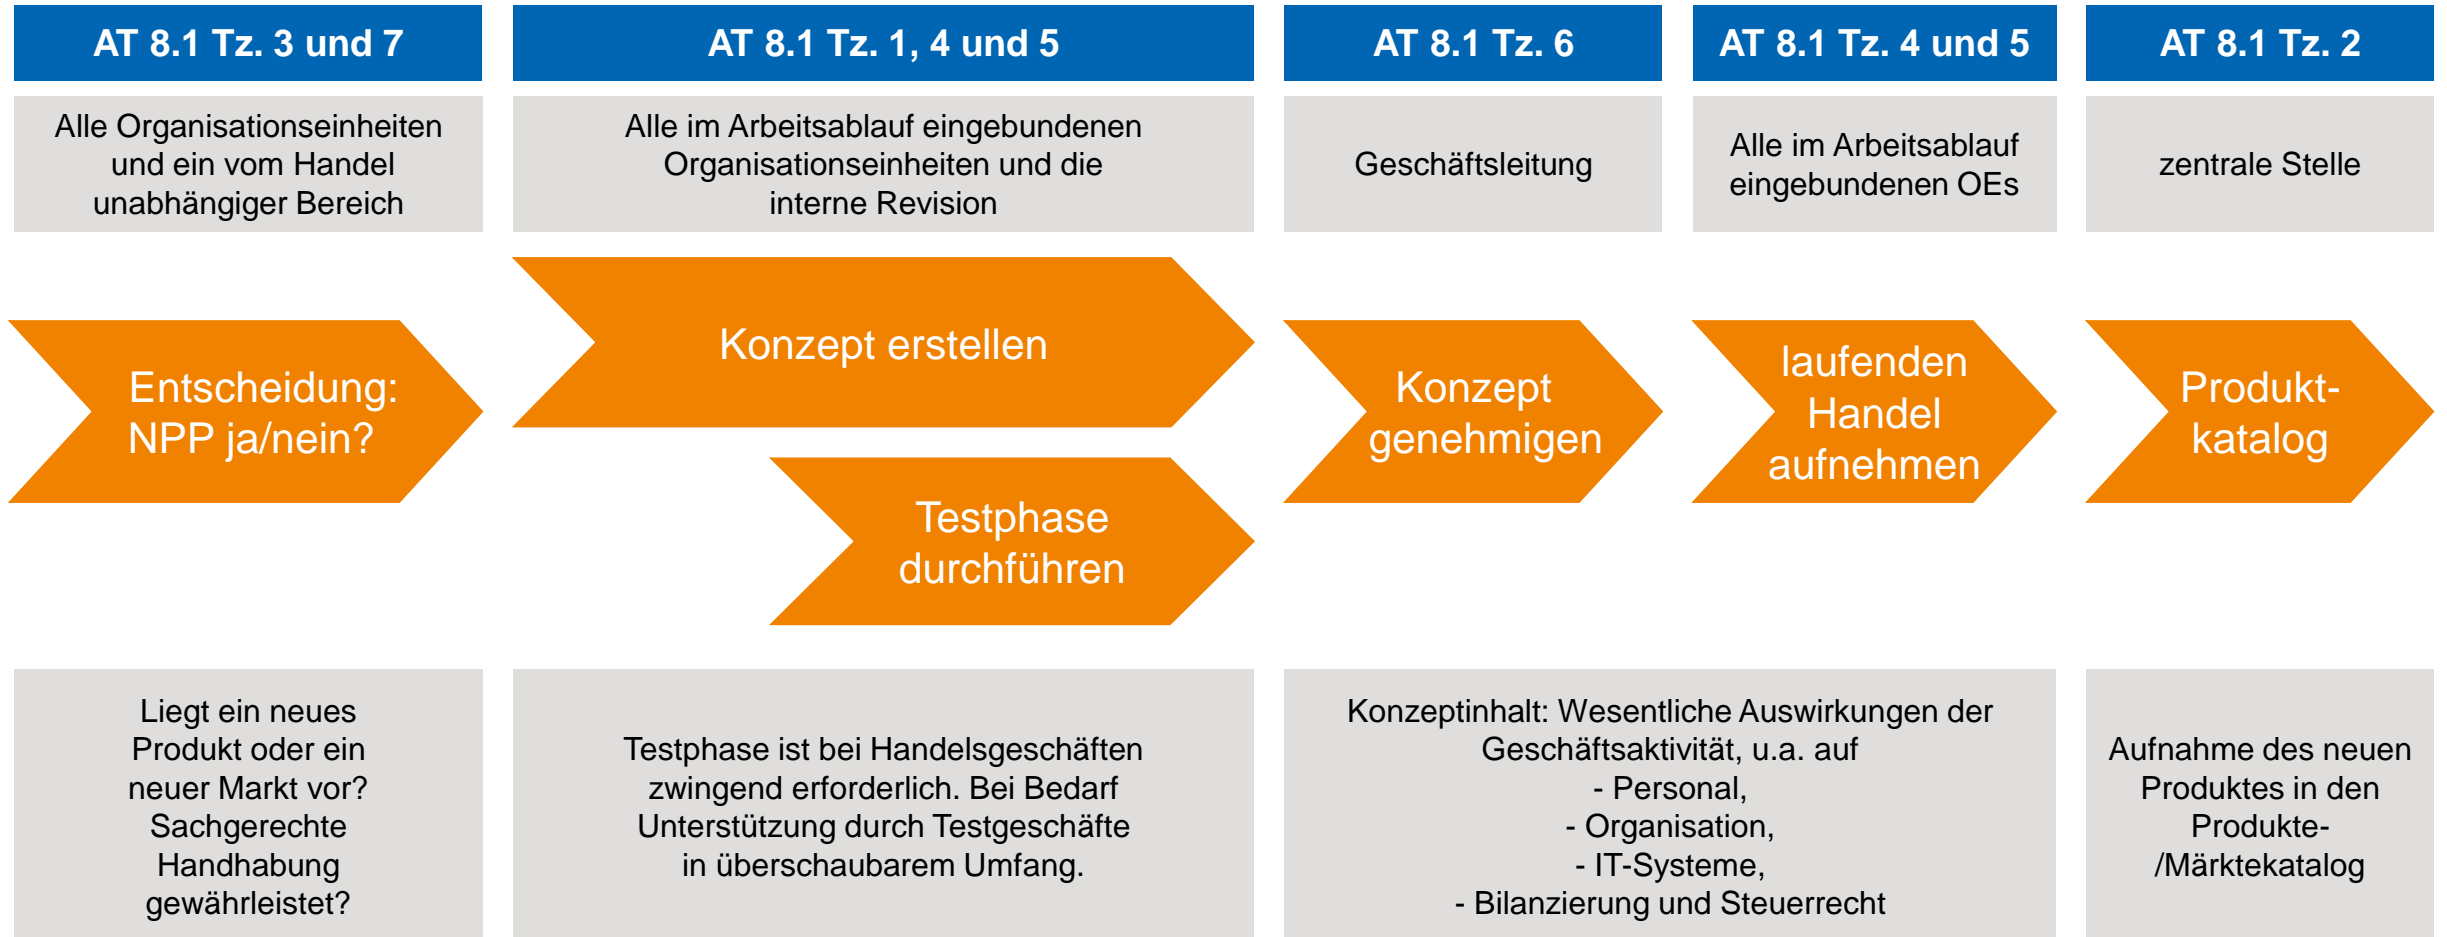 AT 8.1 Tz. 3 und 7
AT 8.1 Tz. 1, 4 und 5
AT 8.1 Tz. 6
AT 8.1 Tz. 4 und 5
AT 8.1 Tz. 2
Alle Organisationseinheiten
und ein vom Handel
unabhängiger Bereich
Alle im Arbeitsablauf eingebundenen
Organisationseinheiten und die
interne Revision
Geschäftsleitung
Alle im Arbeitsablauf
eingebundenen OEs
zentrale Stelle
Entscheidung:
NPP ja/nein?
Konzept erstellen
Testphase
durchführen
Konzept
genehmigen
laufenden
Handel
aufnehmen
Produkt-
katalog
Liegt ein neues
Produkt oder ein
neuer Markt vor?
Sachgerechte
Handhabung
gewährleistet?
Testphase ist bei Handelsgeschäften
zwingend erforderlich. Bei Bedarf
Unterstützung durch Testgeschäfte
in überschaubarem Umfang.
Konzeptinhalt: Wesentliche Auswirkungen der
Geschäftsaktivität, u.a. auf
- Personal,
- Organisation,
- IT-Systeme,
- Bilanzierung und Steuerrecht
Aufnahme des neuen
Produktes in den
Produkte-
/Märktekatalog